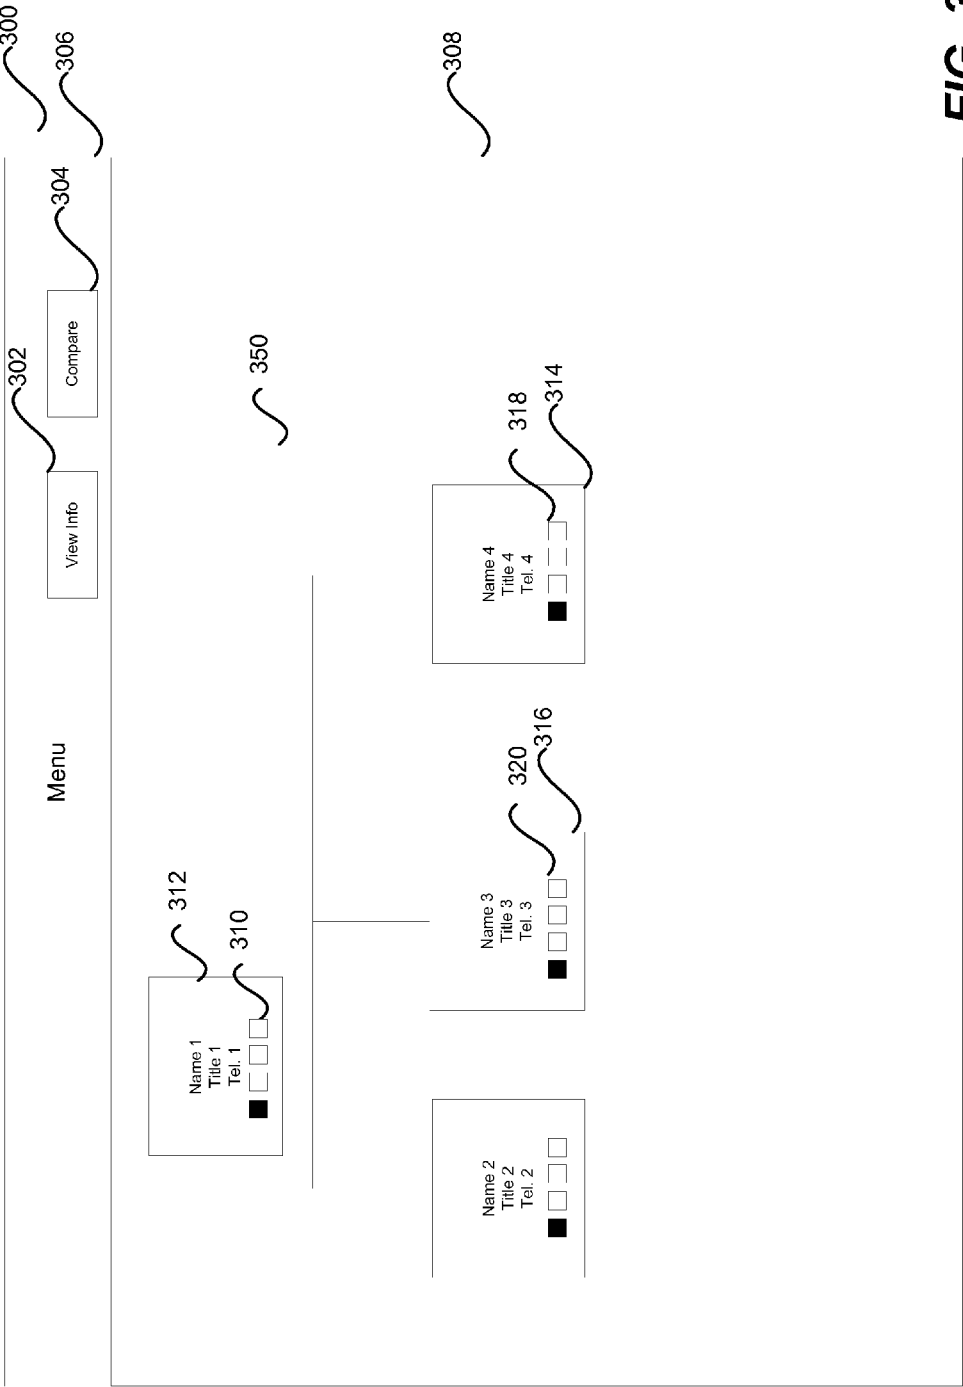 300
306
Menu
View Info
302
Compare
304
308
350
Name 1
Title 1
Tel. 1
312
310
Name 2
Title 2
Tel. 2
Name 3
Title 3
Tel. 3
320
316
Name 4
Title 4
Tel. 4
318
314
FIG. 3